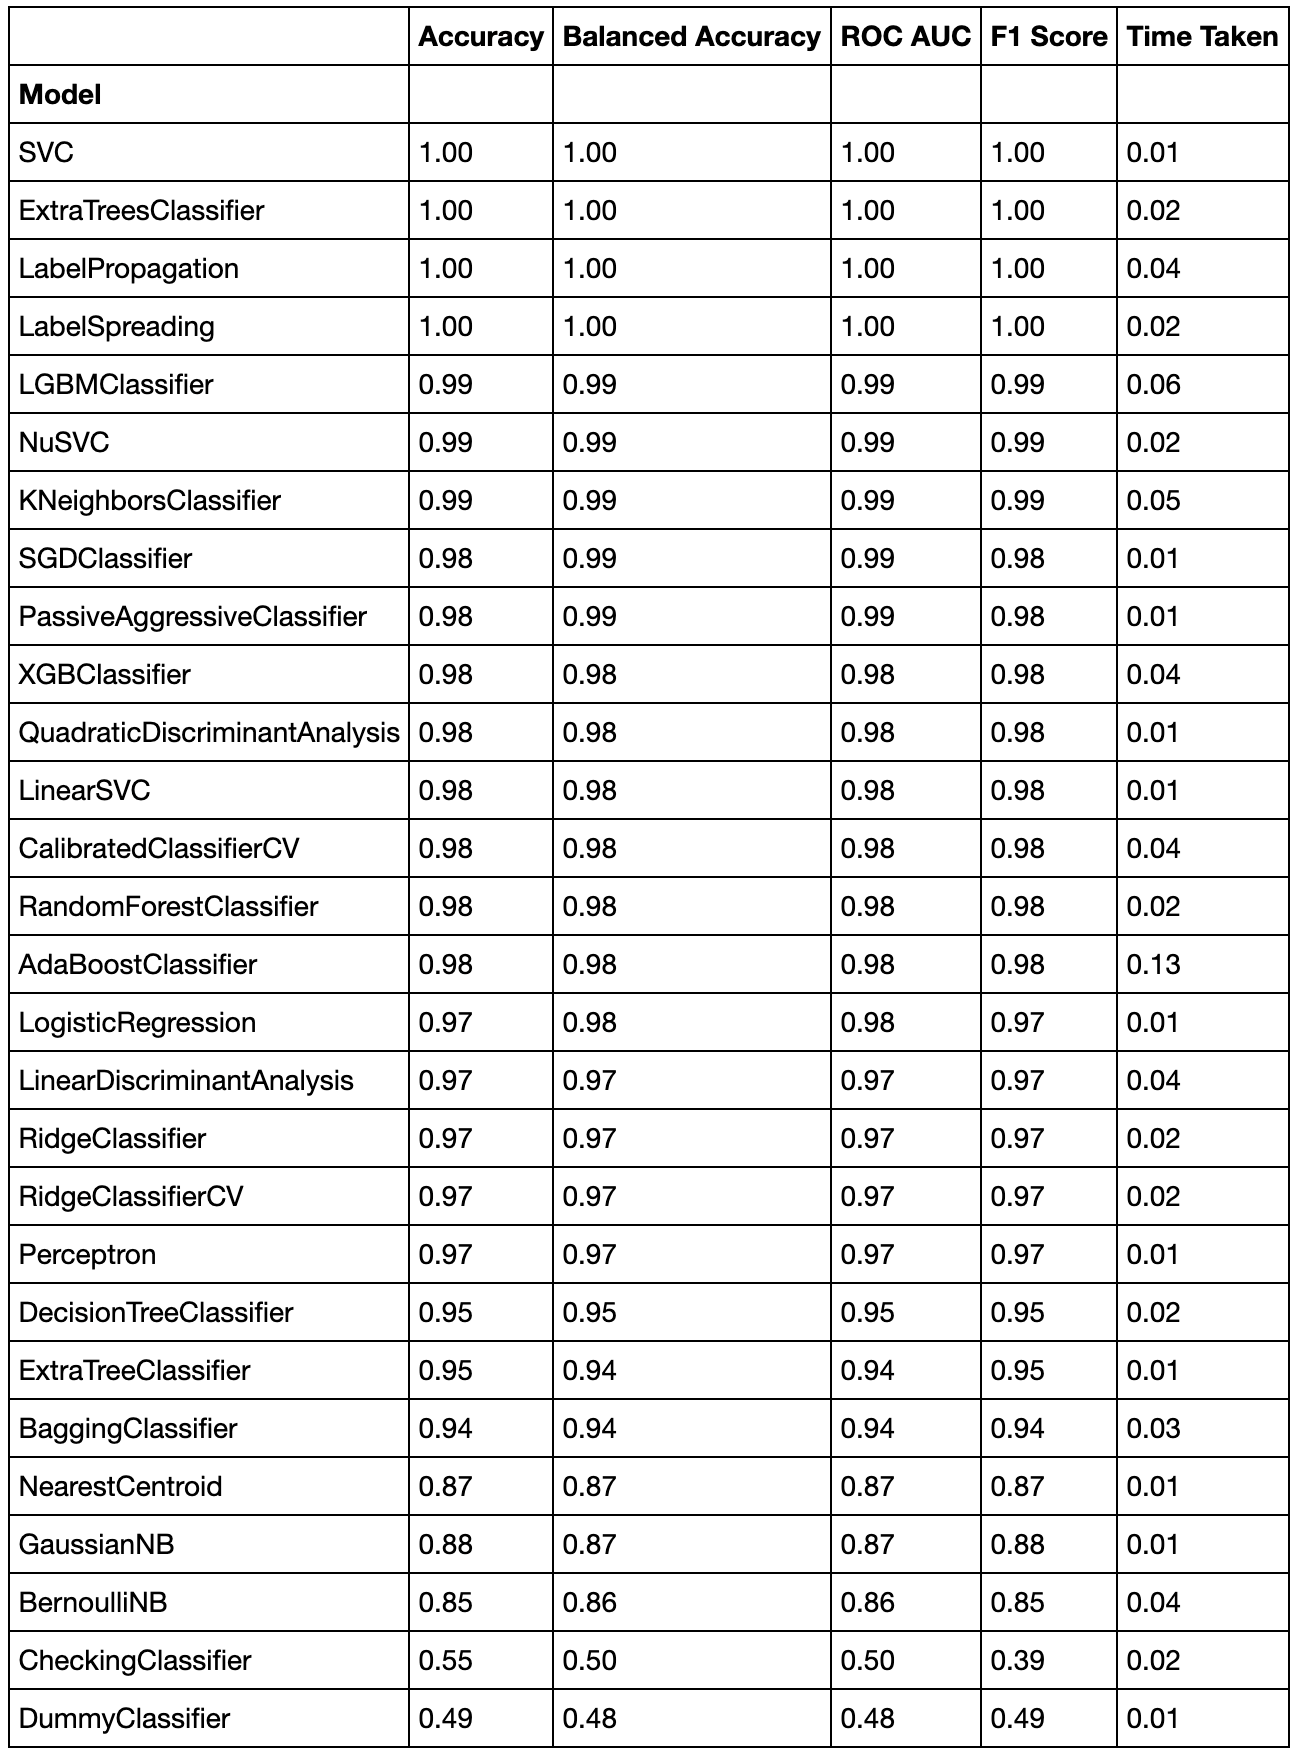 Accuracy Balanced Accuracy ROC AUC F1 Score Time Taken
Model
SVC 1.00 1.00 1.00 1.00 0.01
ExtraTreesClassifier 1.00 1.00 1.00 1.00 0.02
LabelPropagation 1.00 1.00 1.00 1.00 0.04
LabelSpreading 1.00 1.00 1.00 1.00 0.02
LGBMClassifier 0.99 0.99 0.99 0.99 0.06
NuSVC 0.99 0.99 0.99 0.99 0.02
KNeighborsClassifier 0.99 0.99 0.99 0.99 0.05
SGDClassifier 0.98 0.99 0.99 0.98 0.01
PassiveAggressiveClassifier 0.98 0.99 0.99 0.98 0.01
XGBClassifier 0.98 0.98 0.98 0.98 0.04
QuadraticDiscriminantAnalysis 0.98 0.98 0.98 0.98 0.01
LinearSVC 0.98 0.98 0.98 0.98 0.01
CalibratedClassifierCV 0.98 0.98 0.98 0.98 0.04
RandomForestClassifier 0.98 0.98 0.98 0.98 0.02
AdaBoostClassifier 0.98 0.98 0.98 0.98 0.13
LogisticRegression 0.97 0.98 0.98 0.97 0.01
LinearDiscriminantAnalysis 0.97 0.97 0.97 0.97 0.04
RidgeClassifier 0.97 0.97 0.97 0.97 0.02
RidgeClassifierCV 0.97 0.97 0.97 0.97 0.02
Perceptron 0.97 0.97 0.97 0.97 0.01
DecisionTreeClassifier 0.95 0.95 0.95 0.95 0.02
ExtraTreeClassifier 0.95 0.94 0.94 0.95 0.01
BaggingClassifier 0.94 0.94 0.94 0.94 0.03
NearestCentroid 0.87 0.87 0.87 0.87 0.01
GaussianNB 0.88 0.87 0.87 0.88 0.01
BernoulliNB 0.85 0.86 0.86 0.85 0.04
CheckingClassifier 0.55 0.50 0.50 0.39 0.02
DummyClassifier 0.49 0.48 0.48 0.49 0.01